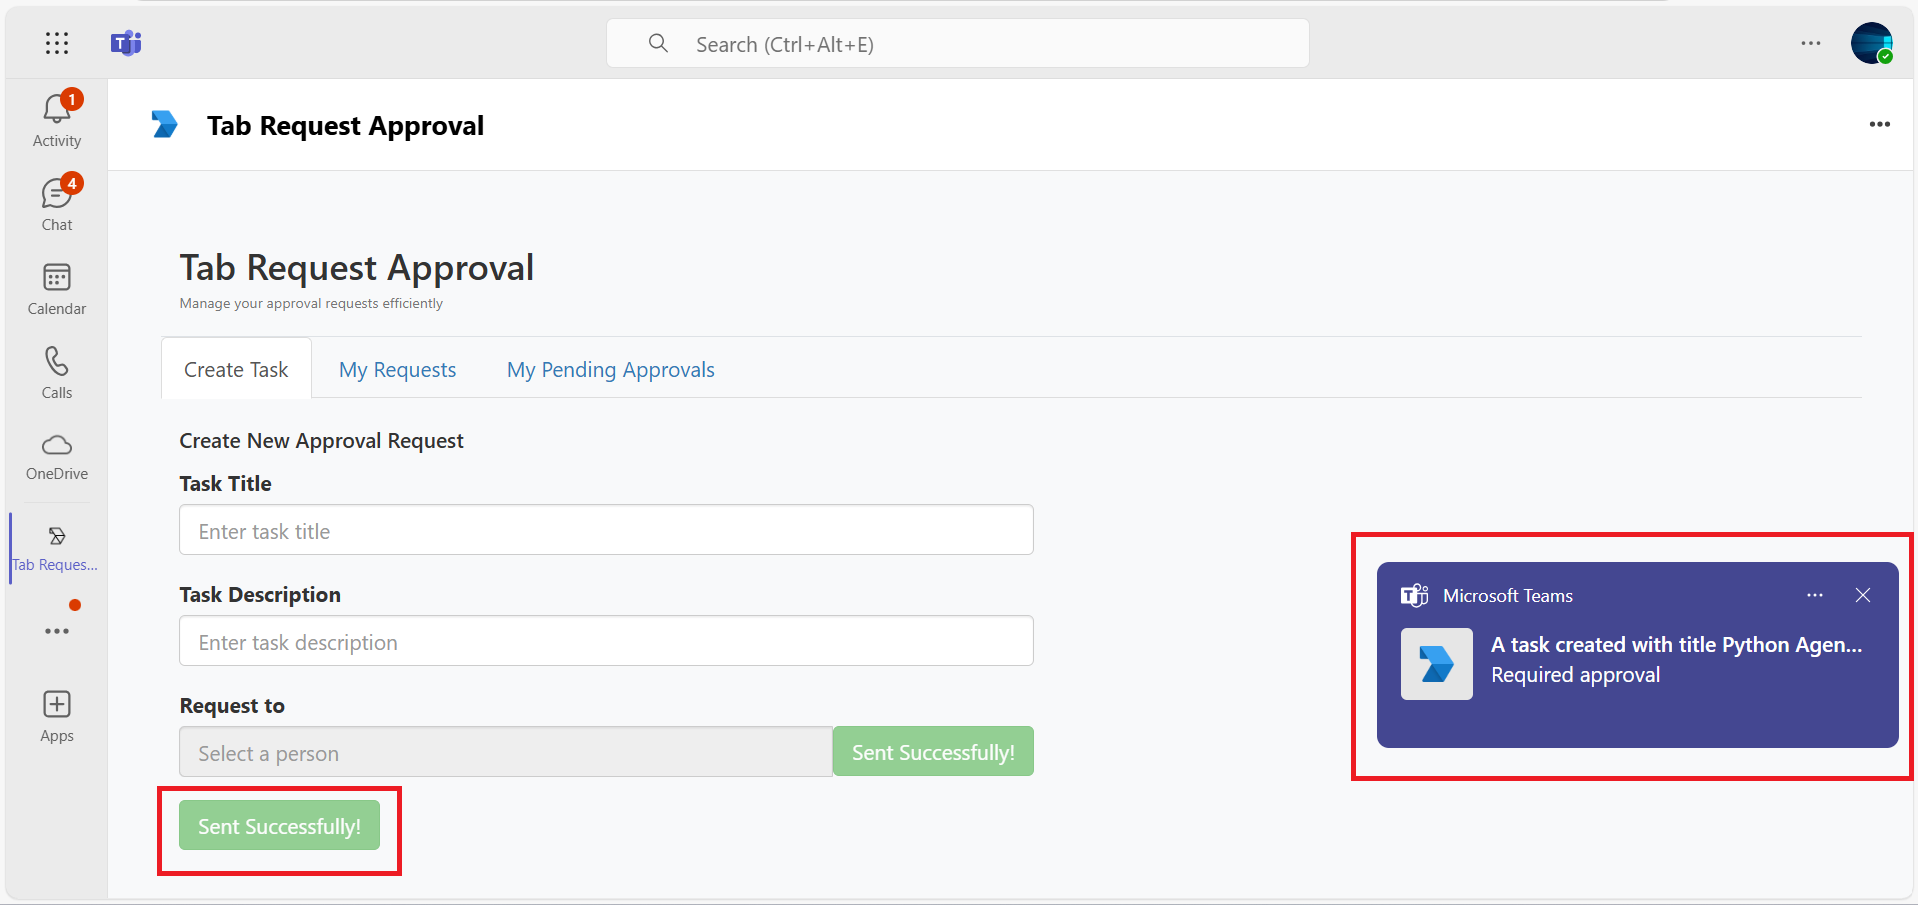 Search (Ctrl+Alt+E)
1
Activity
4
Chat
Calendar
Calls
OneDrive
Tab Reques...
Apps
Tab Request Approval
Tab Request Approval
Manage your approval requests efficiently
Create Task
My Requests
My Pending Approvals
Create New Approval Request
Task Title
Enter task title
Task Description
Enter task description
Request to
Select a person
Sent Successfully!
Sent Successfully!
Microsoft Teams
A task created with title Python Agen...
Required approval